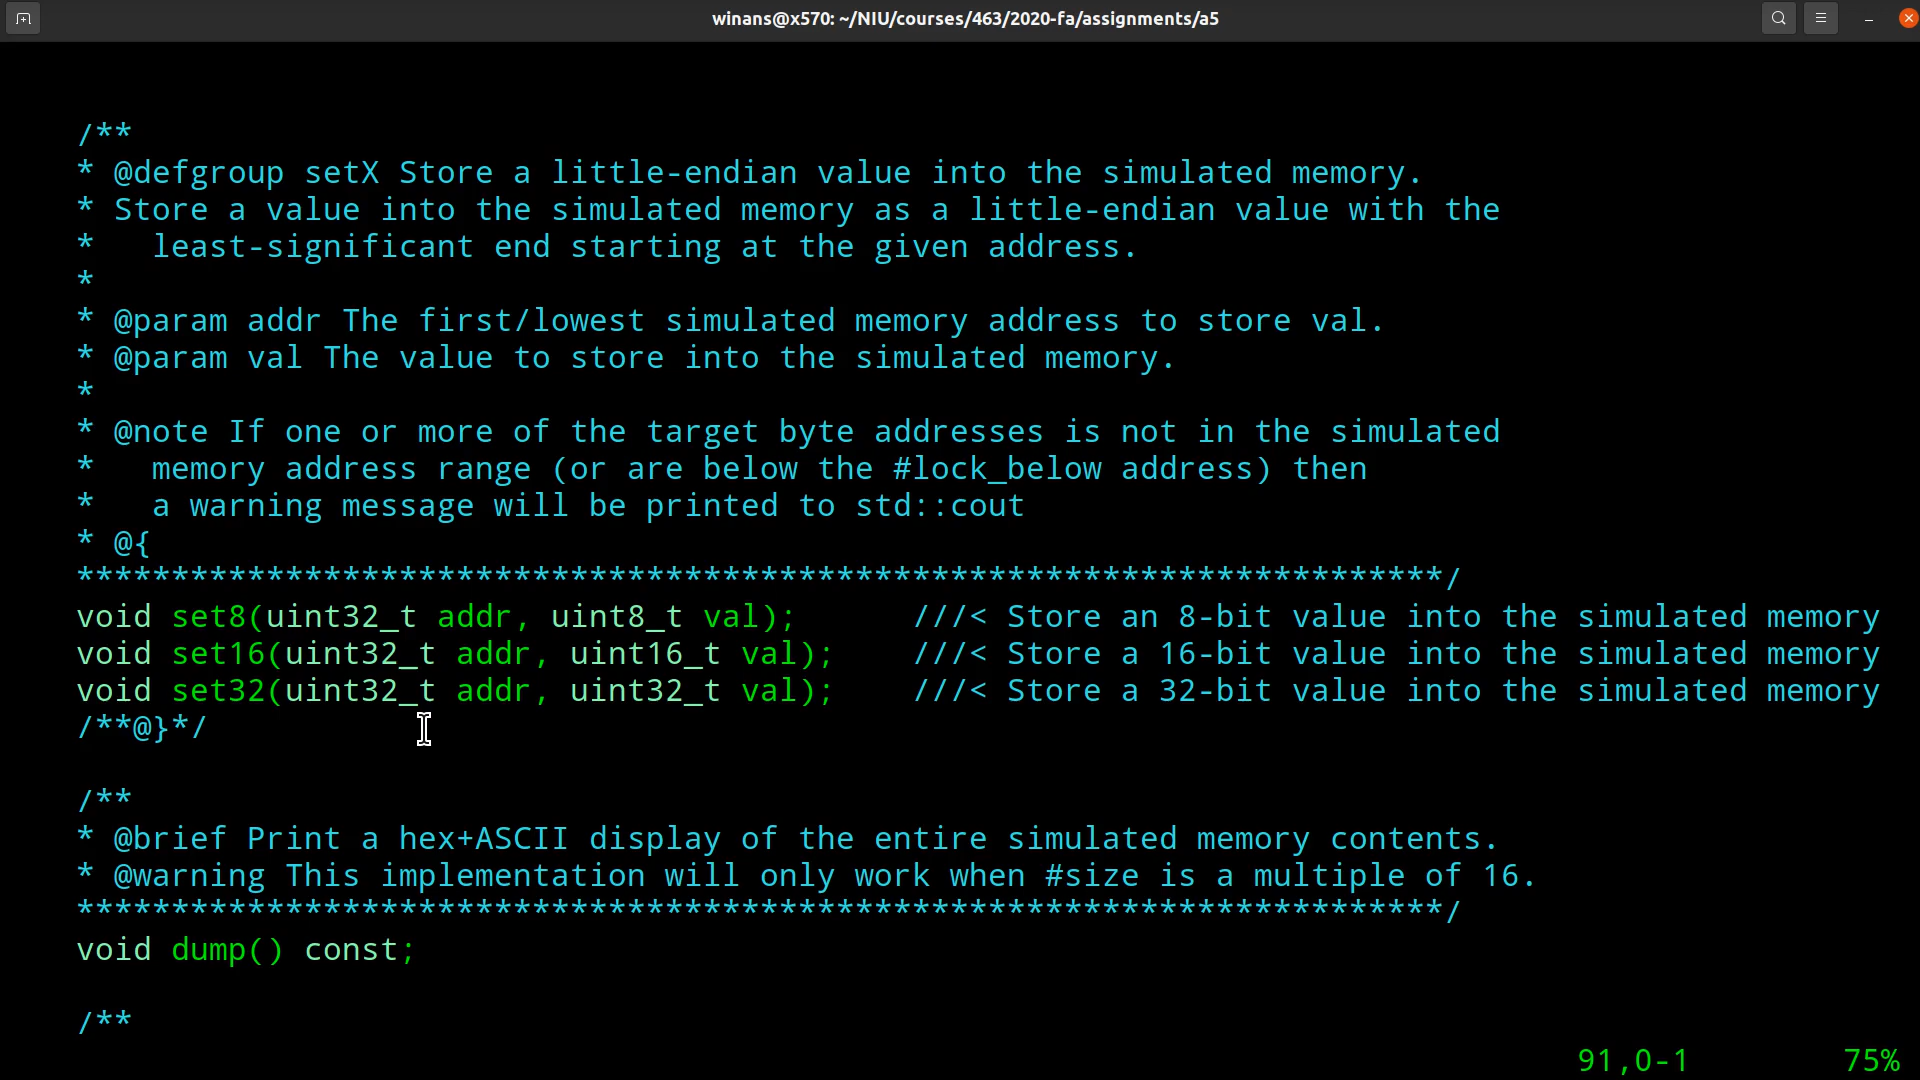 winans@x570: ~/NIU/courses/463/2020-fa/assignments/a5
/**
* @defgroup setX Store a little-endian value into the simulated memory.
* Store a value into the simulated memory as a little-endian value with the
*   least-significant end starting at the given address.
*
* @param addr The first/lowest simulated memory address to store val.
* @param val The value to store into the simulated memory.
*
* @note If one or more of the target byte addresses is not in the simulated
*   memory address range (or are below the #lock_below address) then
*   a warning message will be printed to std::cout
* @{
************************************************************************/
void set8(uint32_t addr, uint8_t val);      ///< Store an 8-bit value into the simulated memory
void set16(uint32_t addr, uint16_t val);    ///< Store a 16-bit value into the simulated memory
void set32(uint32_t addr, uint32_t val);    ///< Store a 32-bit value into the simulated memory
/**@}*/
/**
* @brief Print a hex+ASCII display of the entire simulated memory contents.
* @warning This implementation will only work when #size is a multiple of 16.
************************************************************************/
void dump() const;
/**
91,0-1 75%